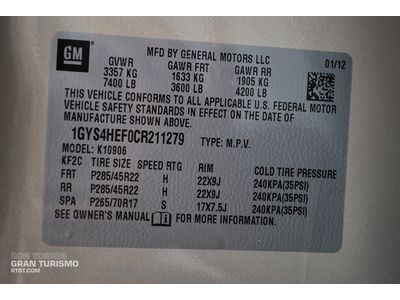 GM
MFD BY GENERAL MOTORS LLC
GVWR GAWR FRT GAWR RR 01/12
3357 KG 1633 KG 1905 KG
7400 LB 3600 LB 4200 LB
THIS VEHICLE CONFORMS TO ALL APPLICABLE U.S. FEDERAL MOTOR
VEHICLE SAFETY STANDARDS IN EFFECT ON THE DATE OF
MANUFACTURE SHOWN ABOVE.
1GYS4HEF0CR211279 TYPE: M.P.V.
MODEL: K10906
KF2C TIRE SIZE SPEED RTG RIM COLD TIRE PRESSURE
FRT P285/45R22 H 22X9J 240KPA(35PSI)
RR P285/45R22 H 22X9J 240KPA(35PSI)
SPA P265/70R17 S 17X7.5J 240KPA(35PSI)
SEE OWNER'S MANUAL FOR MORE INFORMATION.
RON TONKIN
GRAN TURISMO
RTGT.COM